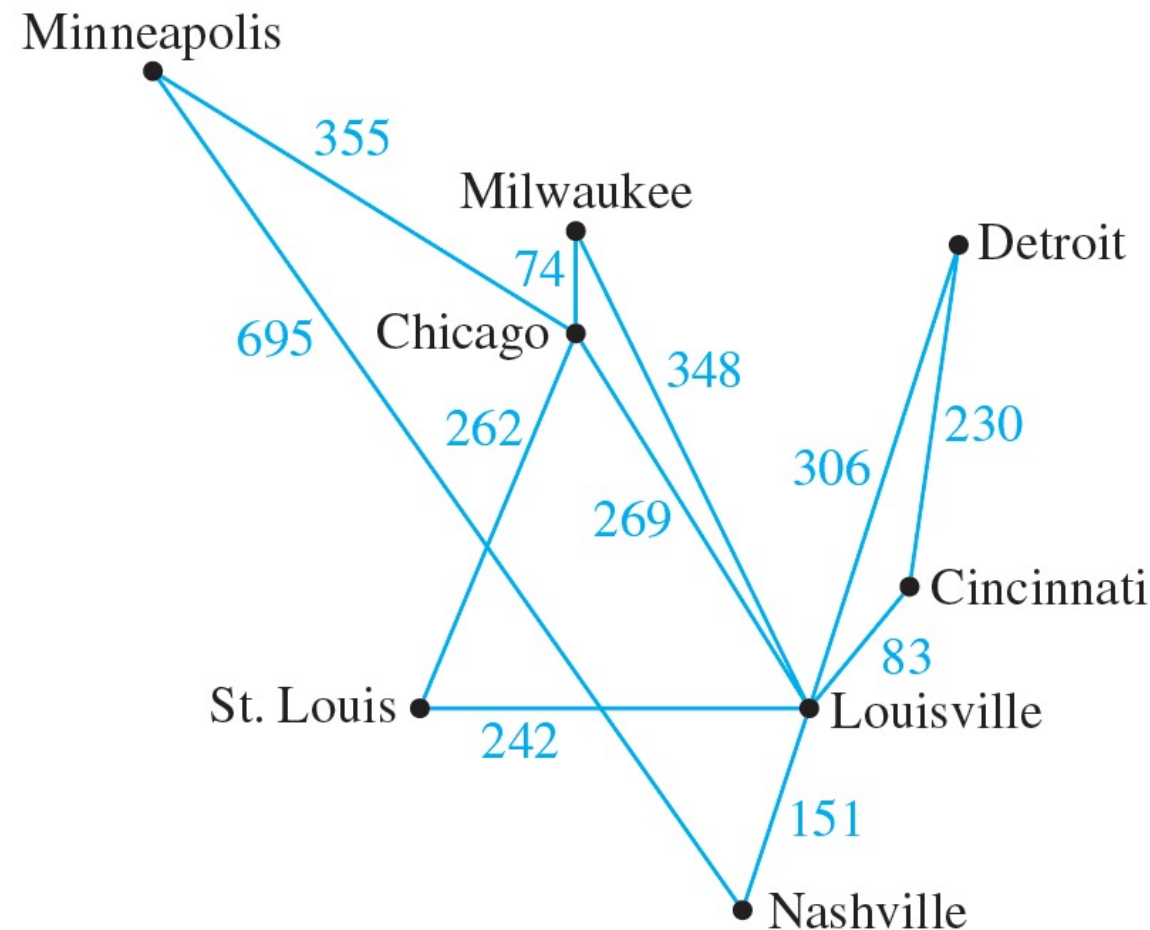 Minneapolis
355
Milwaukee
74
Detroit
Chicago
695
348
262
230
306
269
Cincinnati
83
St. Louis
Louisville
242
151
Nashville